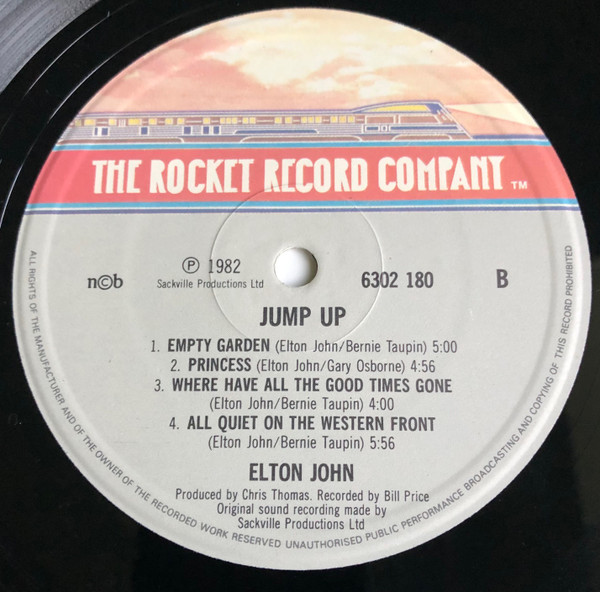 THE ROCKET RECORD COMPANY TM
n©b
℗ 1982
Sackville Productions Ltd
6302 180
B
JUMP UP
1. EMPTY GARDEN (Elton John/Bernie Taupin) 5:00
2. PRINCESS (Elton John/Gary Osborne) 4:56
3. WHERE HAVE ALL THE GOOD TIMES GONE
(Elton John/Bernie Taupin) 4:00
4. ALL QUIET ON THE WESTERN FRONT
(Elton John/Bernie Taupin) 5:56
ELTON JOHN
Produced by Chris Thomas. Recorded by Bill Price
Original sound recording made by
Sackville Productions Ltd
ALL RIGHTS OF THE MANUFACTURER AND OF THE OWNER OF THE RECORDED WORK RESERVED UNAUTHORISED PUBLIC PERFORMANCE BROADCASTING AND COPYING OF THIS RECORD PROHIBITED